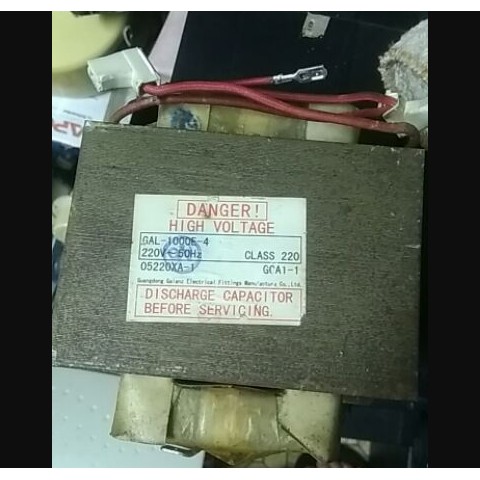 DANGER!
HIGH VOLTAGE
GAL-1000E-4
220V~50Hz CLASS 220
05220XA-1 GCA1-1
Guangdong Galanz Electrical Fittings Manufacture Co.,Ltd.
DISCHARGE CAPACITOR
BEFORE SERVICING.